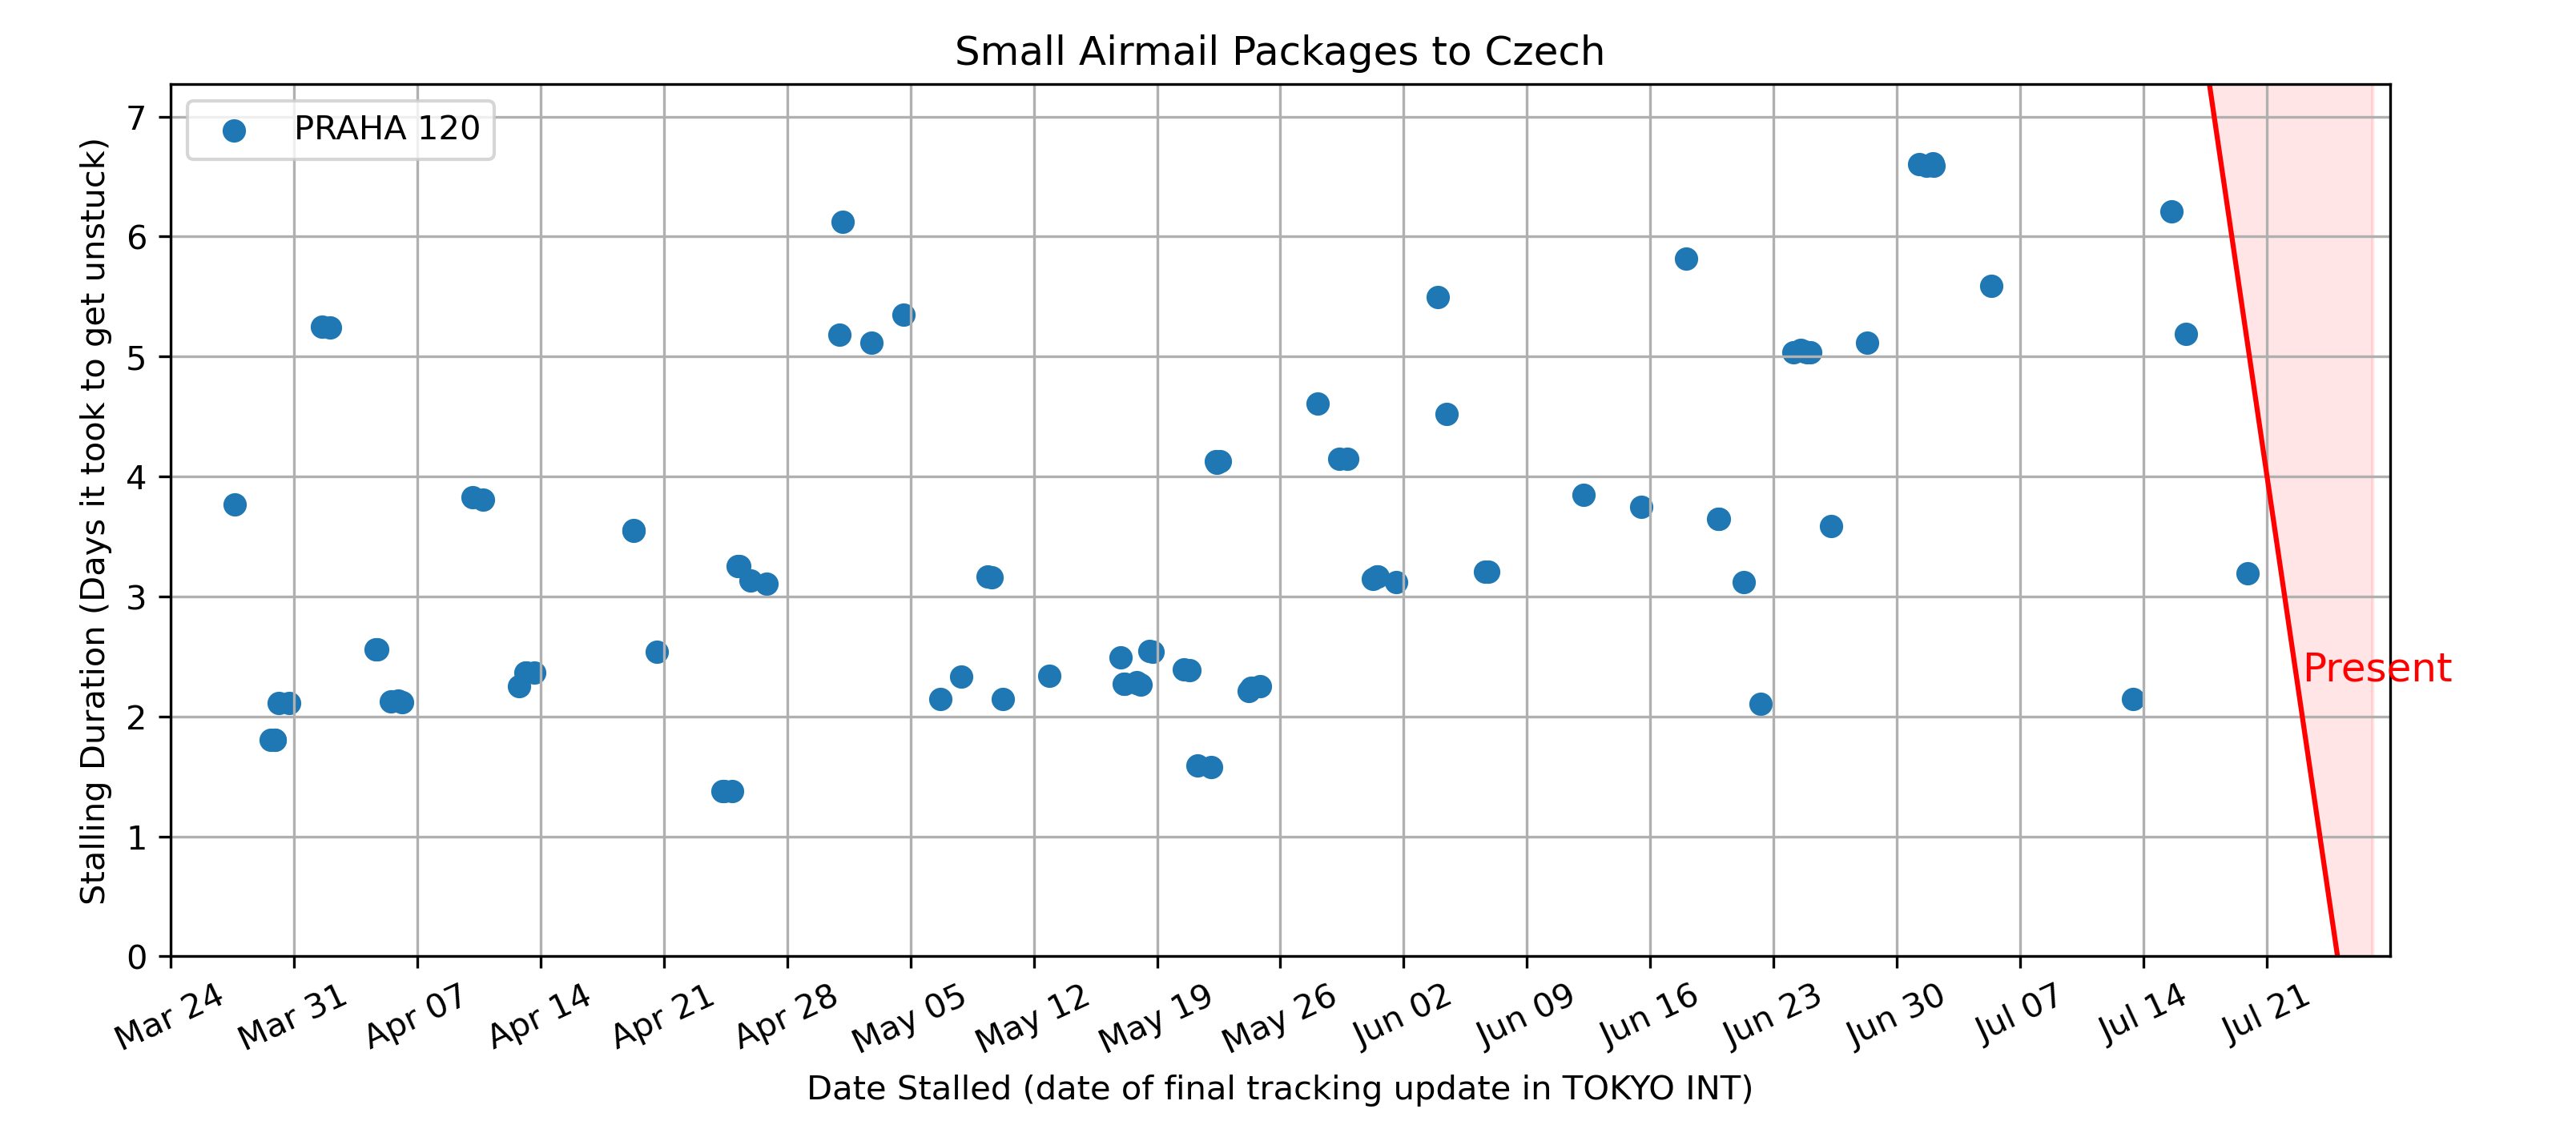 Small Airmail Packages to Czech
PRAHA 120
Stalling Duration (Days it took to get unstuck)
7
6
5
4
3
2
1
0
Present
Mar 24
Mar 31
Apr 07
Apr 14
Apr 21
Apr 28
May 05
May 12
May 19
May 26
Jun 02
Jun 09
Jun 16
Jun 23
Jun 30
Jul 07
Jul 14
Jul 21
Date Stalled (date of final tracking update in TOKYO INT)